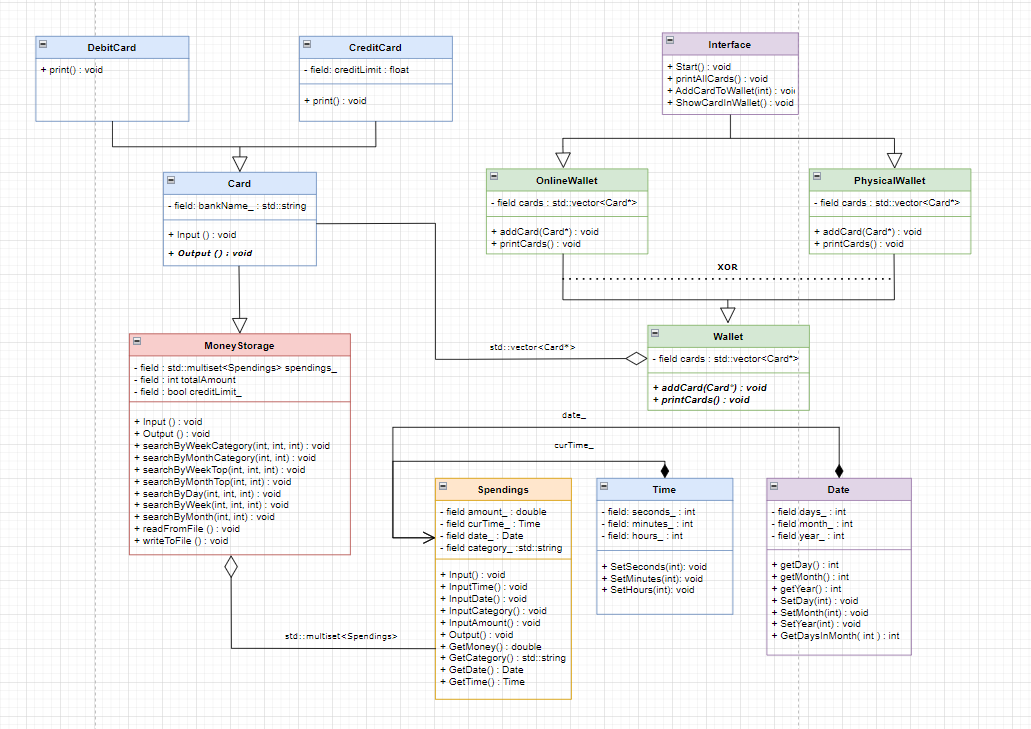 DebitCard
+ print() : void
CreditCard
- field: creditLimit : float
+ print() : void
Interface
+ Start() : void
+ printAllCards() : void
+ AddCardToWallet(int) : voi
+ ShowCardInWallet() : void
Card
- field: bankName_ : std::string
+ Input () : void
+ Output () : void
OnlineWallet
- field cards : std::vector<Card*>
+ addCard(Card*) : void
+ printCards() : void
PhysicalWallet
- field cards : std::vector<Card*>
+ addCard(Card*) : void
+ printCards() : void
XOR
MoneyStorage
- field : std::multiset<Spendings> spendings_
- field : int totalAmount
- field : bool creditLimit_
+ Input () : void
+ Output () : void
+ searchByWeekCategory(int, int, int) : void
+ searchByMonthCategory(int, int) : void
+ searchByWeekTop(int, int, int) : void
+ searchByMonthTop(int, int) : void
+ searchByDay(int, int, int) : void
+ searchByWeek(int, int, int) : void
+ searchByMonth(int, int) : void
+ readFromFile () : void
+ writeToFile () : void
std::vector<Card*>
Wallet
- field cards : std::vector<Card*>
+ addCard(Card*) : void
+ printCards() : void
date_
curTime_
Spendings
- field amount_ : double
- field curTime_ : Time
- field date_ : Date
- field category_ :std::string
+ Input() : void
+ InputTime() : void
+ InputDate() : void
+ InputCategory() : void
+ InputAmount() : void
+ Output() : void
+ GetMoney() : double
+ GetCategory() : std::string
+ GetDate() : Date
+ GetTime() : Time
Time
- field: seconds_ : int
- field: minutes_ : int
- field: hours_ : int
+ SetSeconds(int): void
+ SetMinutes(int): void
+ SetHours(int): void
Date
- field days_ : int
- field month_ : int
- field year_ : int
+ getDay() : int
+ getMonth() : int
+ getYear() : int
+ SetDay(int) : void
+ SetMonth(int) : void
+ SetYear(int) : void
+ GetDaysInMonth( int ) : int
std::multiset<Spendings>